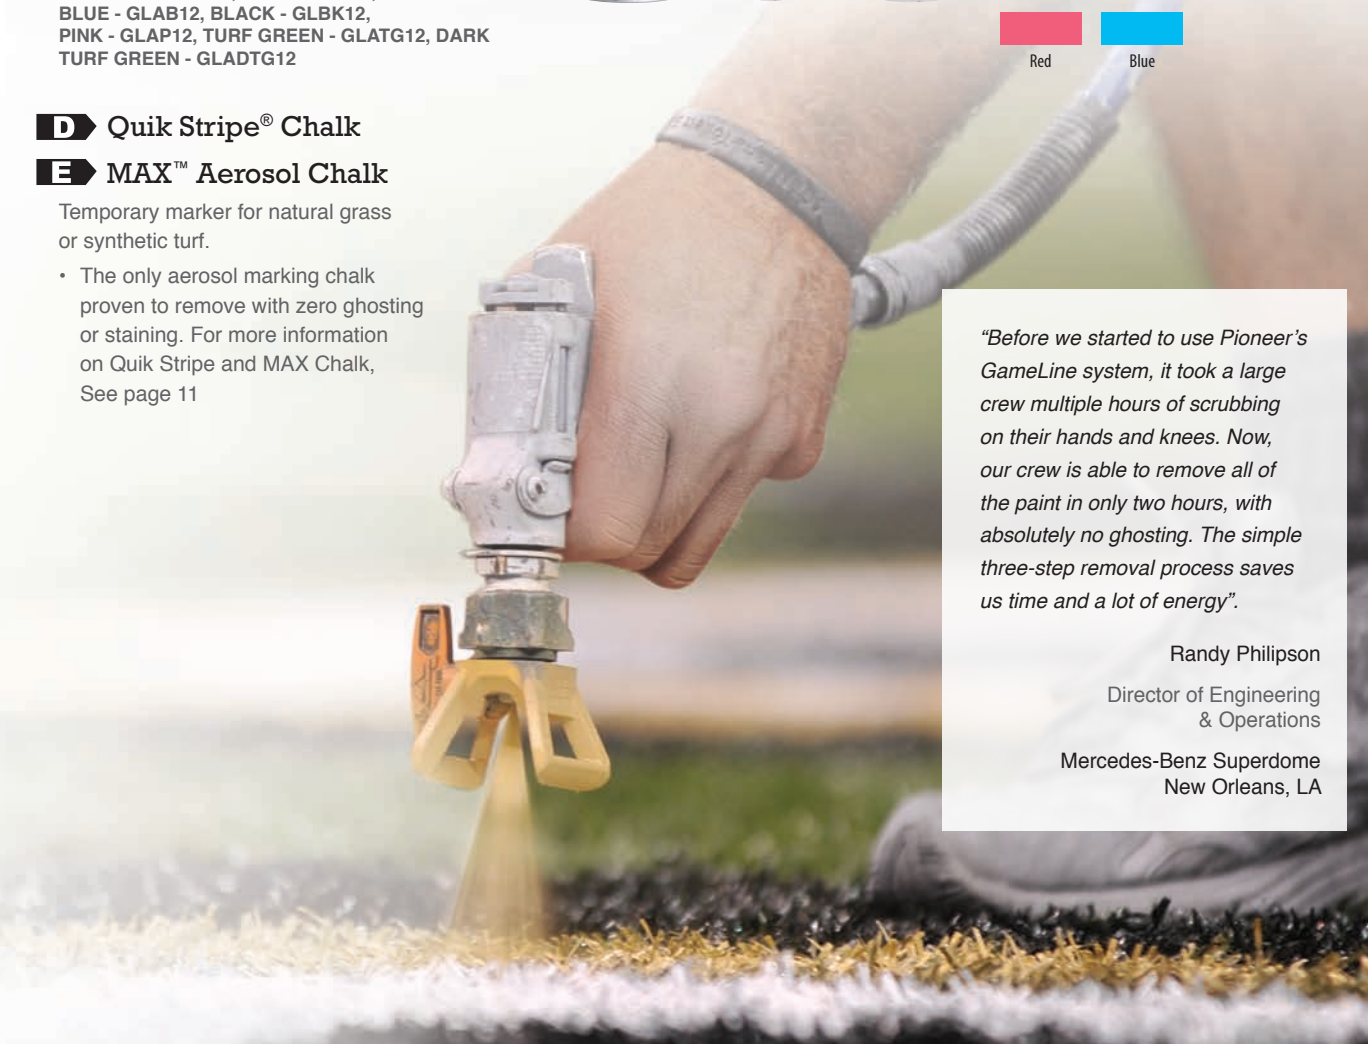 BLUE - GLAB12, BLACK - GLBK12,
PINK - GLAP12, TURF GREEN - GLATG12, DARK
TURF GREEN - GLADTG12
Red
Blue
D Quik Stripe® Chalk
E MAX™ Aerosol Chalk
Temporary marker for natural grass
or synthetic turf.
• The only aerosol marking chalk
proven to remove with zero ghosting
or staining. For more information
on Quik Stripe and MAX Chalk,
See page 11
“Before we started to use Pioneer’s
GameLine system, it took a large
crew multiple hours of scrubbing
on their hands and knees. Now,
our crew is able to remove all of
the paint in only two hours, with
absolutely no ghosting. The simple
three-step removal process saves
us time and a lot of energy”.
Randy Philipson
Director of Engineering
& Operations
Mercedes-Benz Superdome
New Orleans, LA